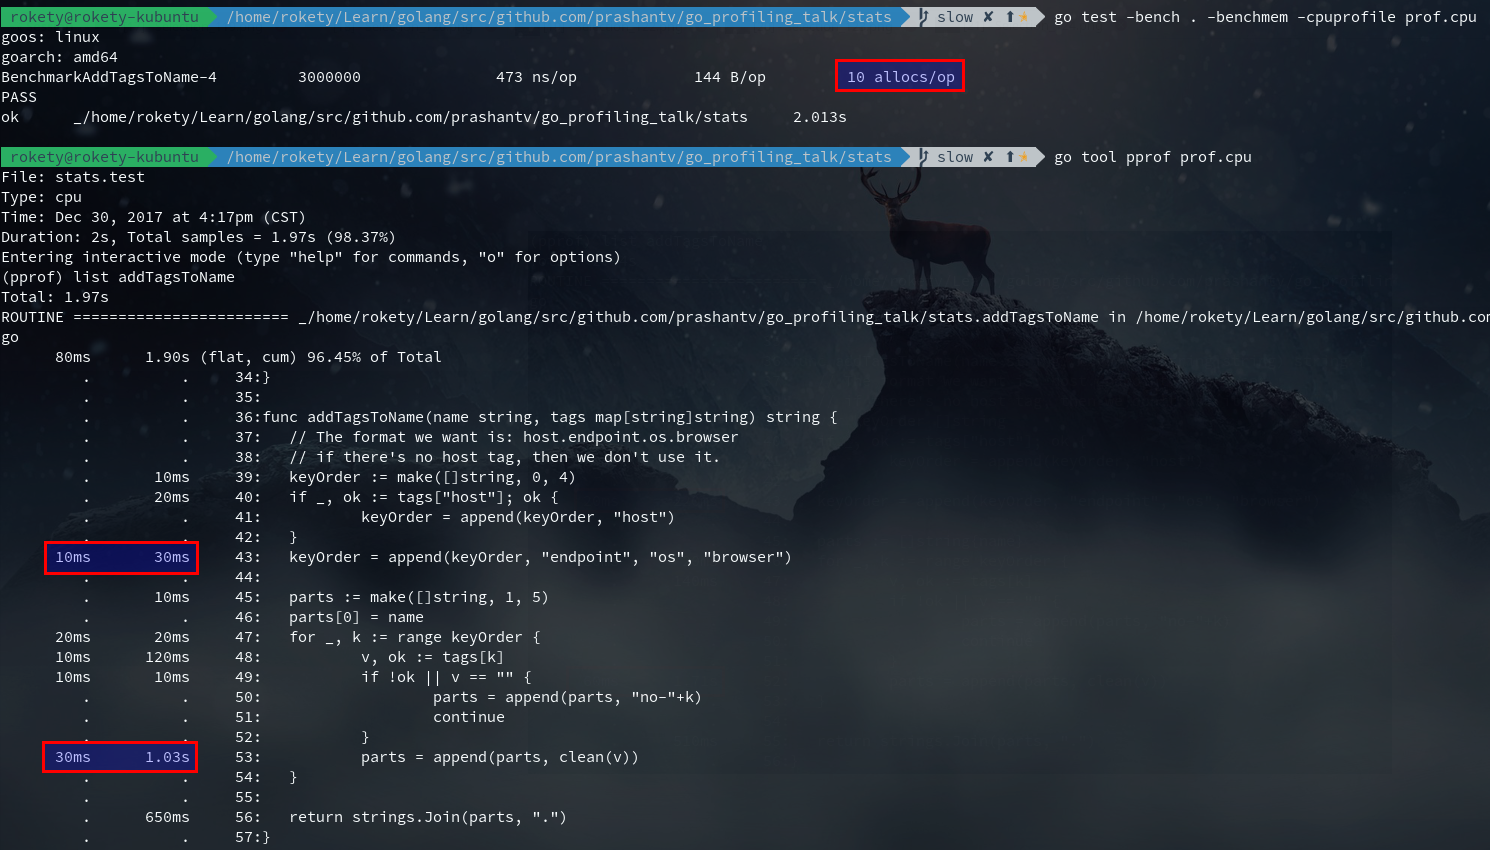 rokety@rokety-kubuntu /home/rokety/Learn/golang/src/github.com/prashantv/go_profiling_talk/stats slow ✘ ⬆★ go test -bench . -benchmem -cpuprofile prof.cpu
goos: linux
goarch: amd64
BenchmarkAddTagsToName-4         3000000               473 ns/op             144 B/op         10 allocs/op
PASS
ok      _/home/rokety/Learn/golang/src/github.com/prashantv/go_profiling_talk/stats     2.013s
rokety@rokety-kubuntu /home/rokety/Learn/golang/src/github.com/prashantv/go_profiling_talk/stats slow ✘ ⬆★ go tool pprof prof.cpu
File: stats.test
Type: cpu
Time: Dec 30, 2017 at 4:17pm (CST)
Duration: 2s, Total samples = 1.97s (98.37%)
Entering interactive mode (type "help" for commands, "o" for options)
(pprof) list addTagsToName
Total: 1.97s
ROUTINE ======================== _/home/rokety/Learn/golang/src/github.com/prashantv/go_profiling_talk/stats.addTagsToName in /home/rokety/Learn/golang/src/github.com
go
      80ms      1.90s (flat, cum) 96.45% of Total
         .          .     34:}
         .          .     35:
         .          .     36:func addTagsToName(name string, tags map[string]string) string {
         .          .     37:   // The format we want is: host.endpoint.os.browser
         .          .     38:   // if there's no host tag, then we don't use it.
         .       10ms     39:   keyOrder := make([]string, 0, 4)
         .       20ms     40:   if _, ok := tags["host"]; ok {
         .          .     41:           keyOrder = append(keyOrder, "host")
         .          .     42:   }
      10ms       30ms     43:   keyOrder = append(keyOrder, "endpoint", "os", "browser")
         .          .     44:
         .       10ms     45:   parts := make([]string, 1, 5)
         .          .     46:   parts[0] = name
      20ms       20ms     47:   for _, k := range keyOrder {
      10ms      120ms     48:           v, ok := tags[k]
      10ms       10ms     49:           if !ok || v == "" {
         .          .     50:                   parts = append(parts, "no-"+k)
         .          .     51:                   continue
         .          .     52:           }
      30ms      1.03s     53:           parts = append(parts, clean(v))
         .          .     54:   }
         .          .     55:
         .      650ms     56:   return strings.Join(parts, ".")
         .          .     57:}